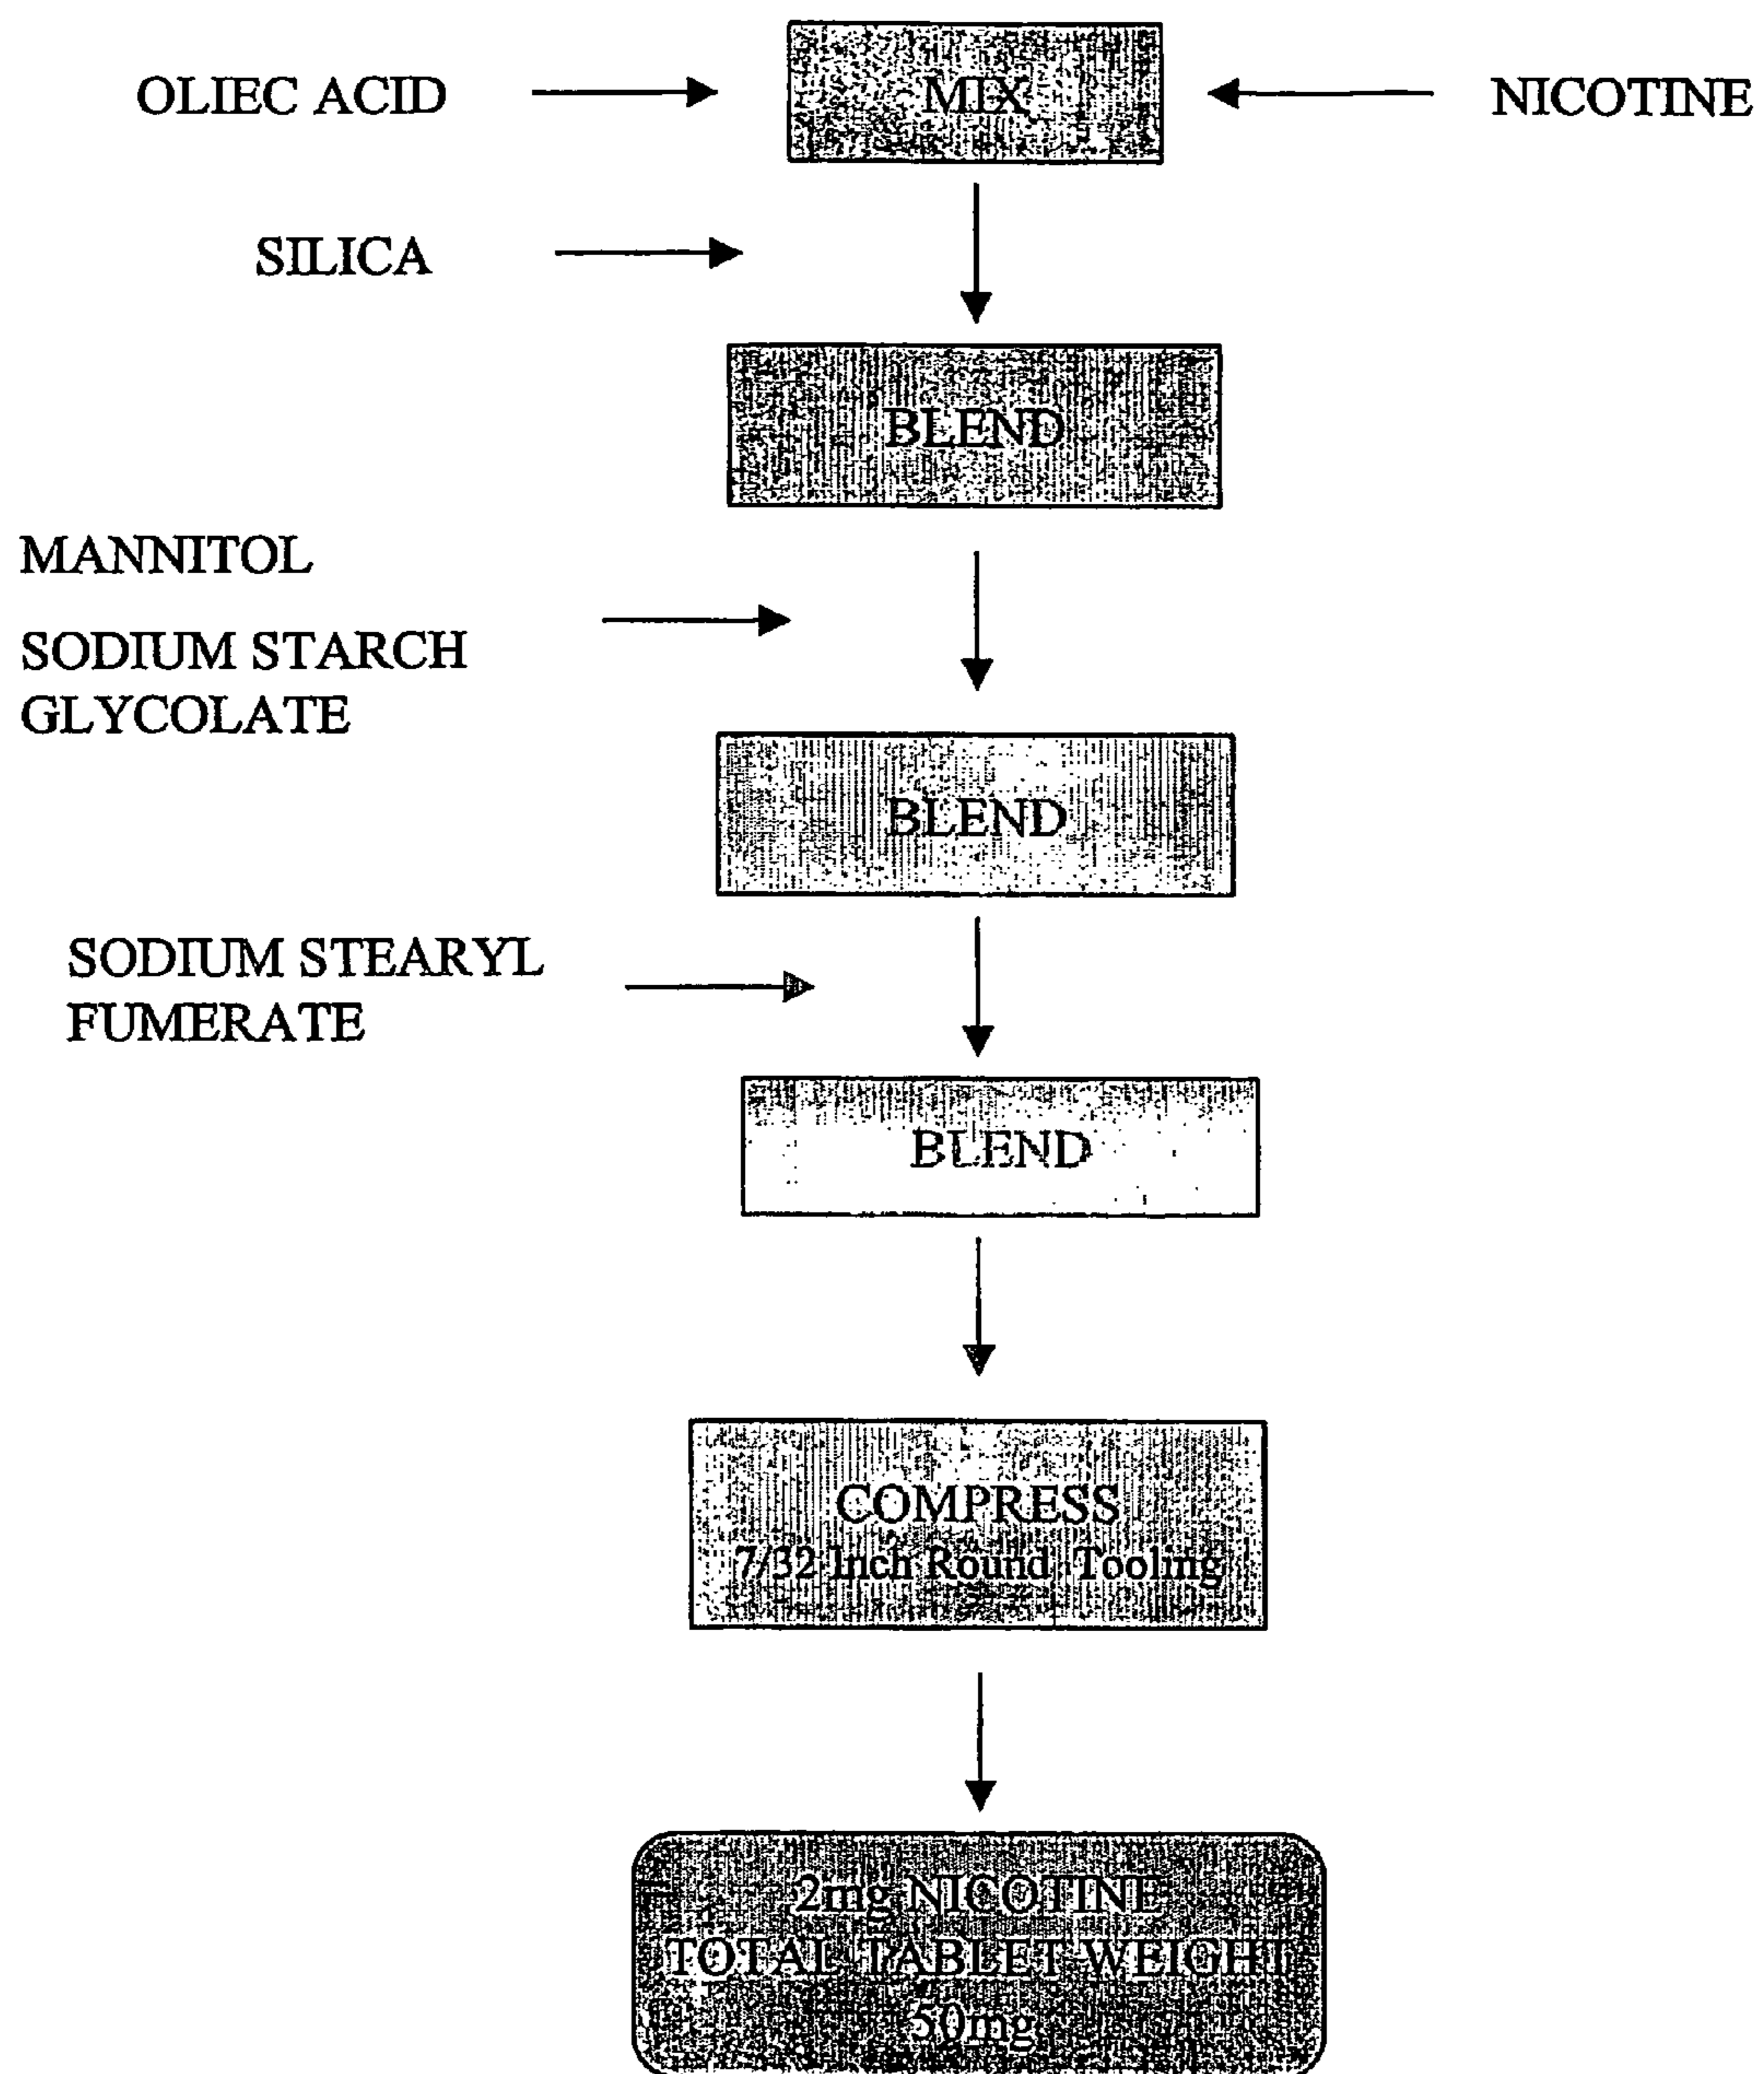 OLIEC ACID
MIX
NICOTINE
SILICA
BLEND
MANNITOL
SODIUM STARCH
GLYCOLATE
BLEND
SODIUM STEARYL
FUMERATE
BLEND
COMPRESS
7/32 Inch Round Tooling
2mg NICOTINE
TOTAL TABLET WEIGHT
50mg